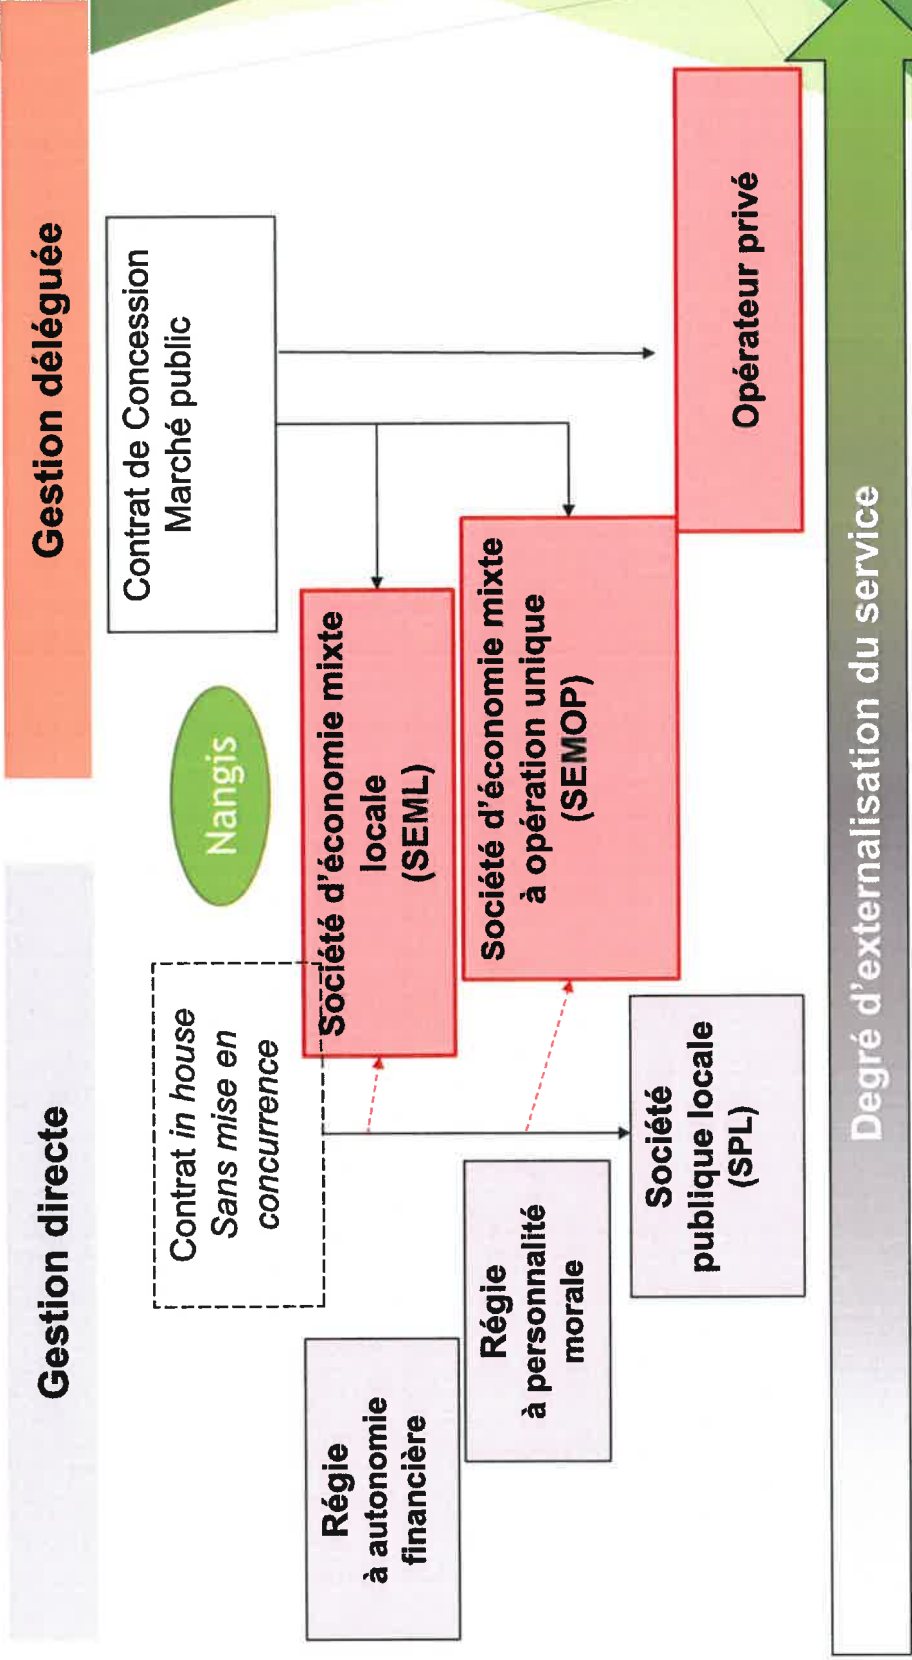 Gestion directe
Gestion déléguée
Contrat in house
Sans mise en
concurrence
Nangis
Contrat de Concession
Marché public
Régie
à autonomie
financière
Société d'économie mixte
locale
(SEML)
Régie
à personnalité
morale
Société d'économie mixte
à opération unique
(SEMOP)
Société
publique locale
(SPL)
Opérateur privé
Degré d'externalisation du service